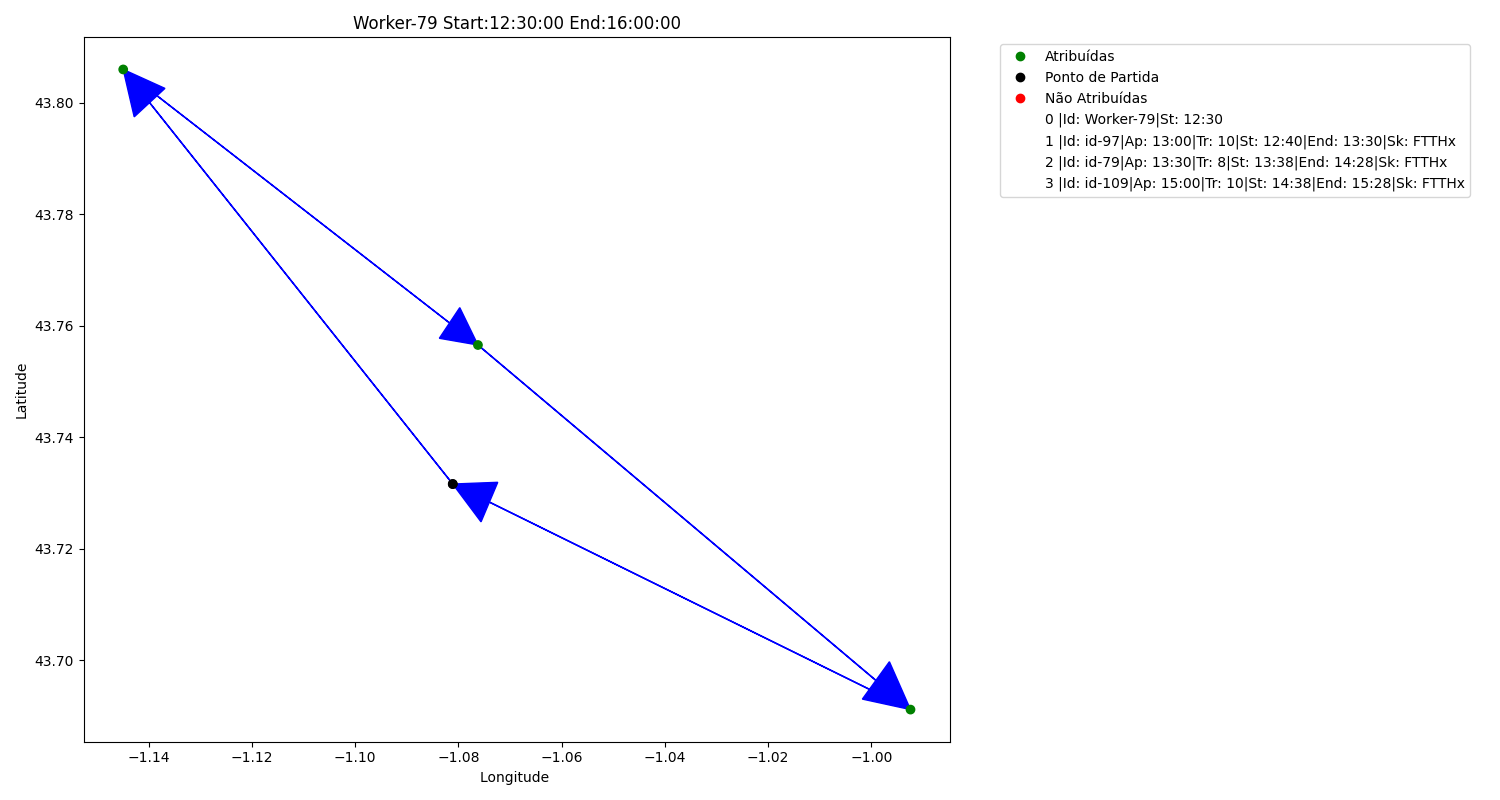 Worker-79 Start:12:30:00 End:16:00:00
Atribuídas
Ponto de Partida
Não Atribuídas
0 |Id: Worker-79|St: 12:30
1 |Id: id-97|Ap: 13:00|Tr: 10|St: 12:40|End: 13:30|Sk: FTTHx
2 |Id: id-79|Ap: 13:30|Tr: 8|St: 13:38|End: 14:28|Sk: FTTHx
3 |Id: id-109|Ap: 15:00|Tr: 10|St: 14:38|End: 15:28|Sk: FTTHx
Latitude
43.80
43.78
43.76
43.74
43.72
43.70
−1.14 −1.12 −1.10 −1.08 −1.06 −1.04 −1.02 −1.00
Longitude